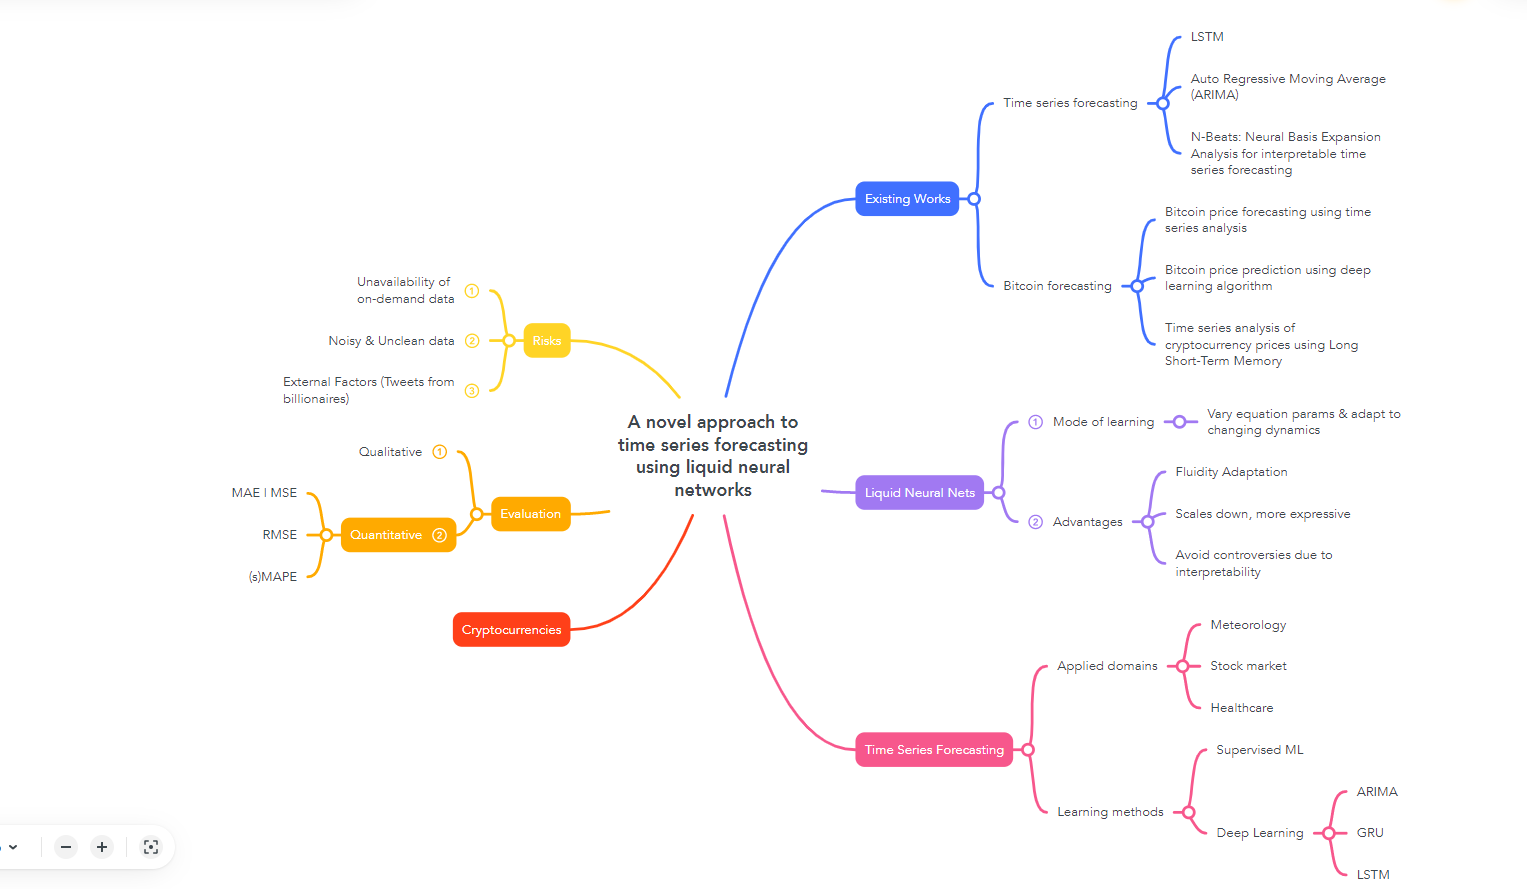 A novel approach to
time series forecasting
using liquid neural
networks
Existing Works
Time series forecasting
LSTM
Auto Regressive Moving Average
(ARIMA)
N-Beats: Neural Basis Expansion
Analysis for interpretable time
series forecasting
Bitcoin forecasting
Bitcoin price forecasting using time
series analysis
Bitcoin price prediction using deep
learning algorithm
Time series analysis of
cryptocurrency prices using Long
Short-Term Memory
Liquid Neural Nets
1 Mode of learning
Vary equation params & adapt to
changing dynamics
2 Advantages
Fluidity Adaptation
Scales down, more expressive
Avoid controversies due to
interpretability
Time Series Forecasting
Applied domains
Meteorology
Stock market
Healthcare
Learning methods
Supervised ML
Deep Learning
ARIMA
GRU
LSTM
Risks
Unavailability of
on-demand data 1
Noisy & Unclean data 2
External Factors (Tweets from
billionaires) 3
Evaluation
Qualitative 1
Quantitative 2
MAE | MSE
RMSE
(s)MAPE
Cryptocurrencies